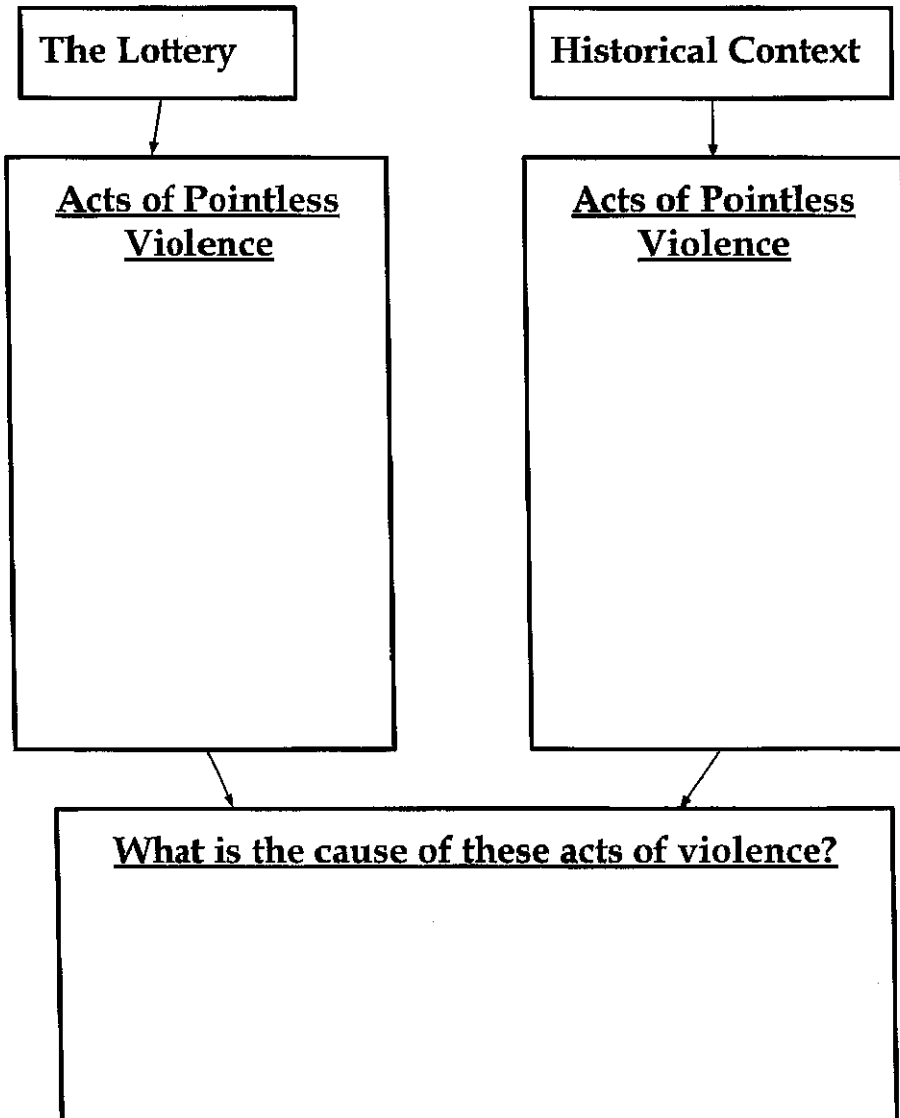 The Lottery
Historical Context
Acts of Pointless
Violence
Acts of Pointless
Violence
What is the cause of these acts of violence?